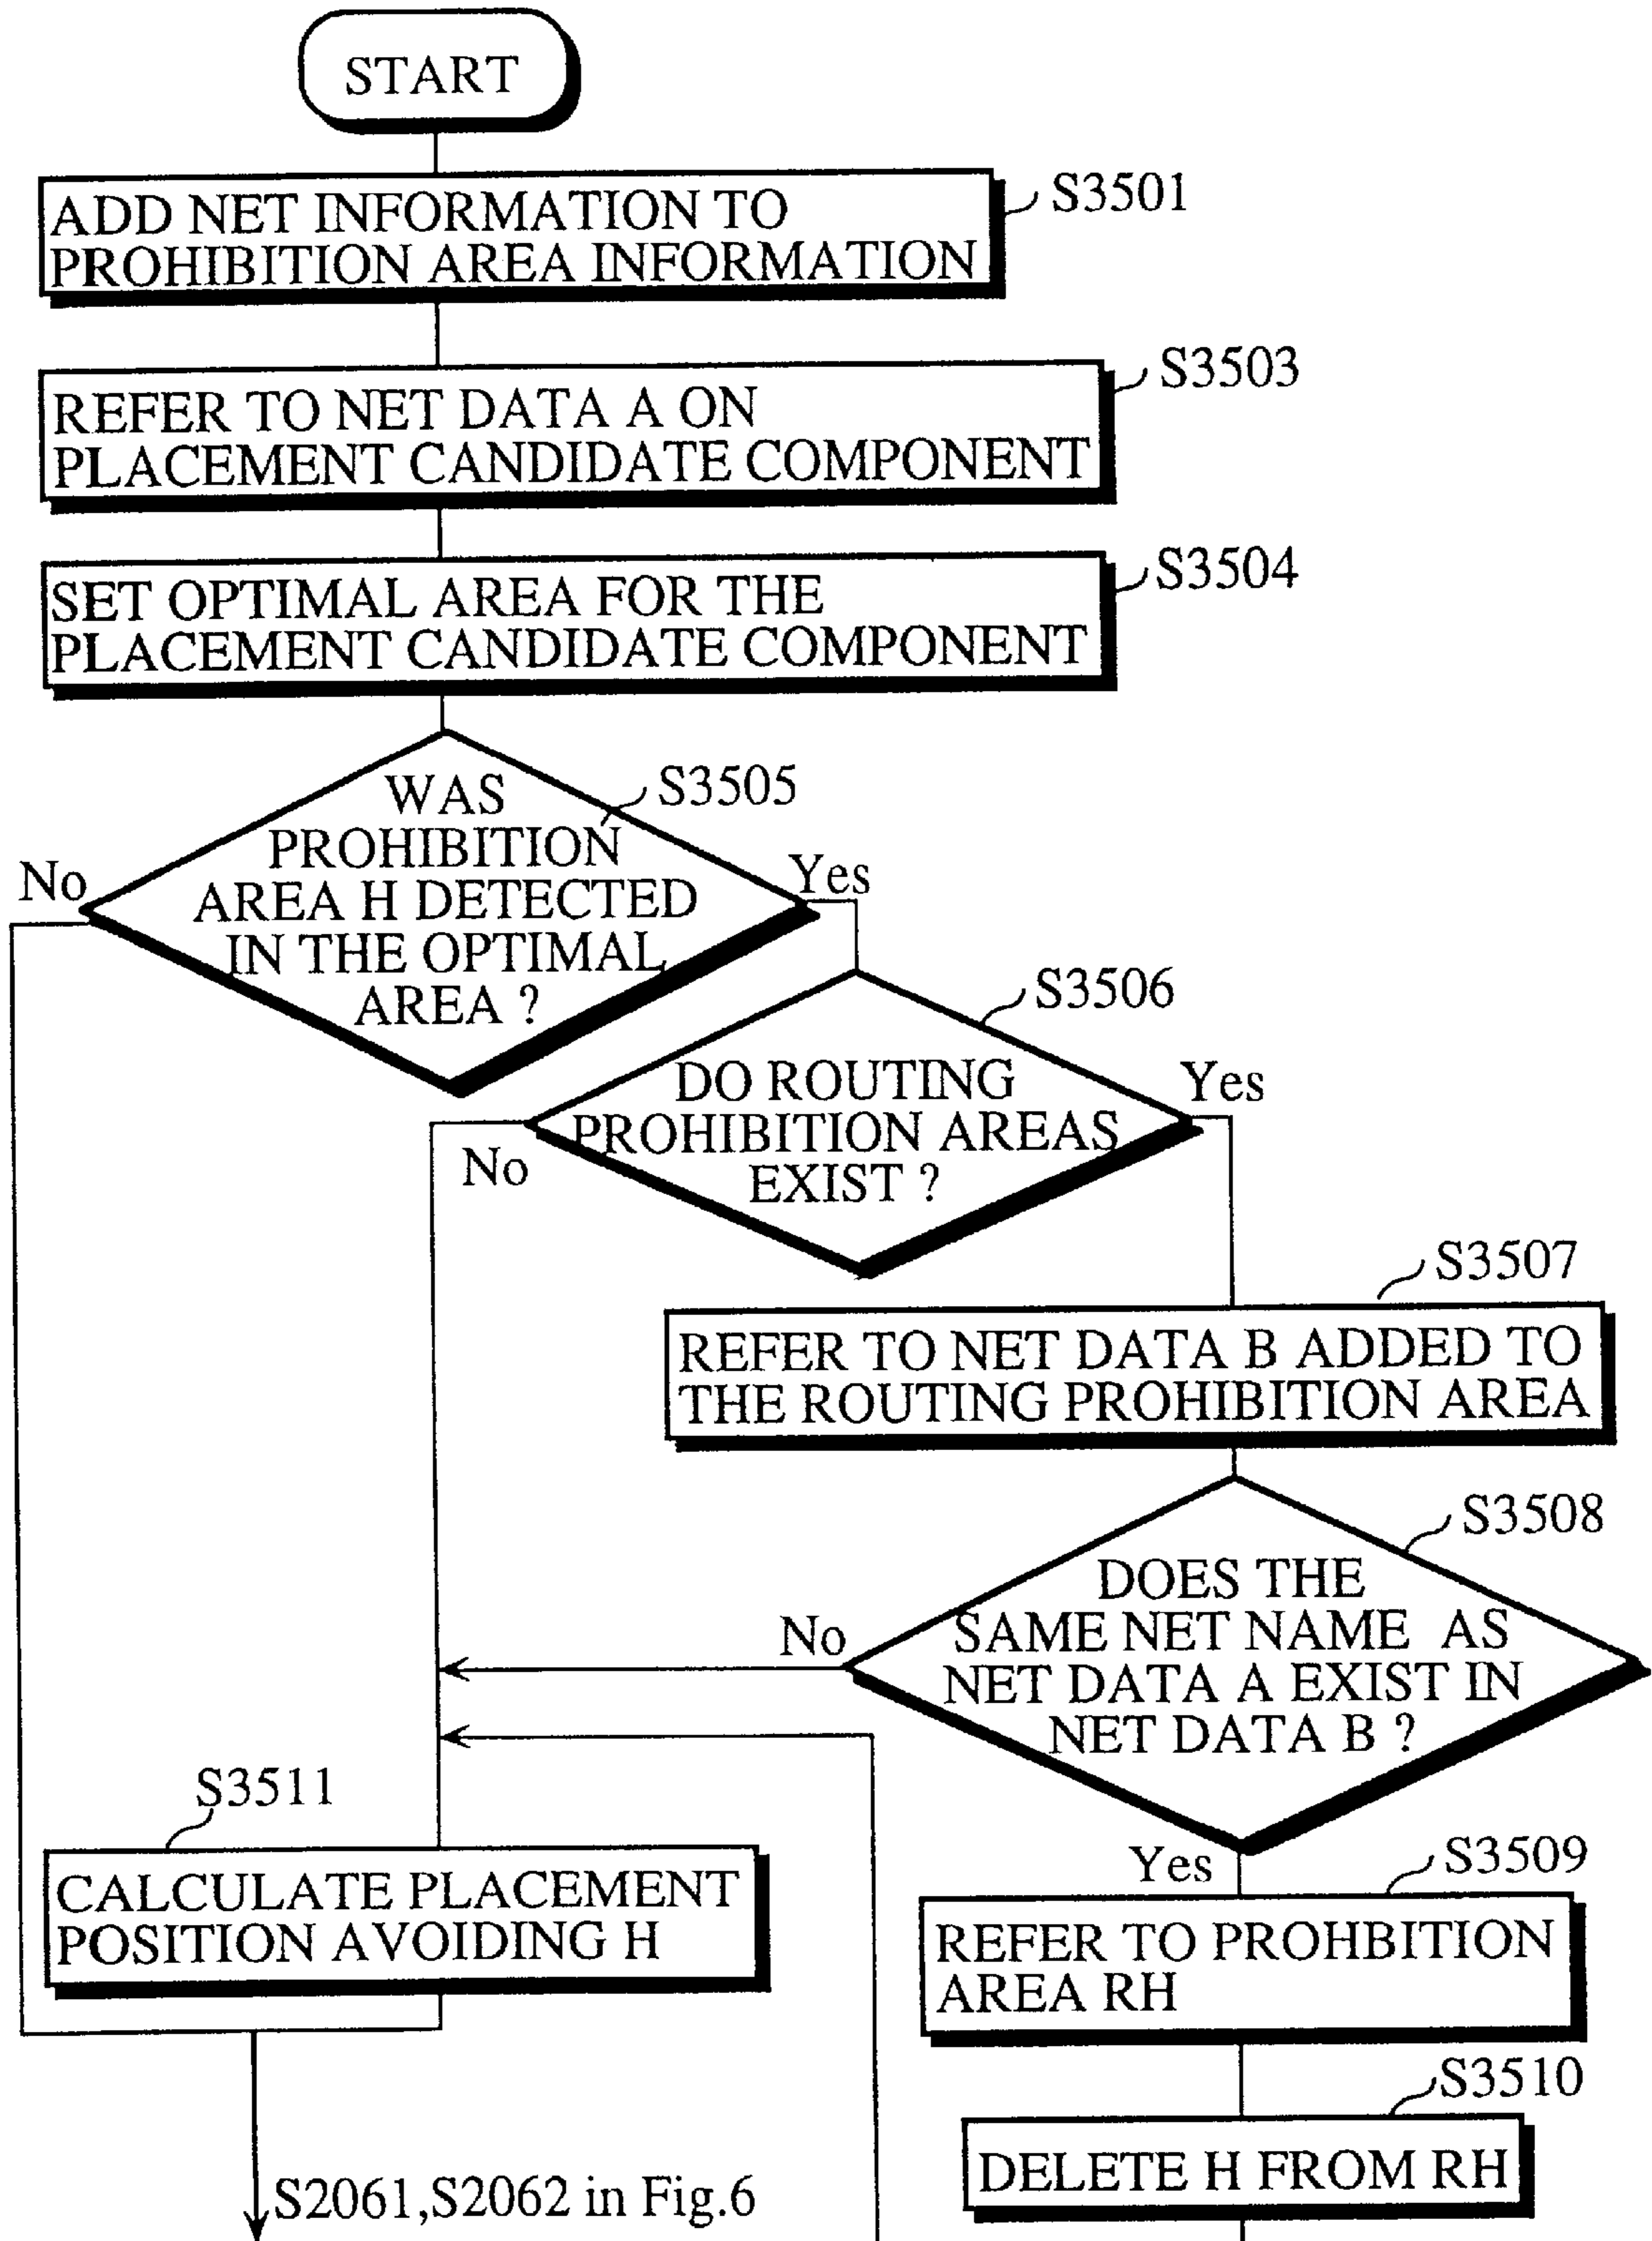 START
S3501
ADD NET INFORMATION TO
PROHIBITION AREA INFORMATION
S3503
REFER TO NET DATA A ON
PLACEMENT CANDIDATE COMPONENT
S3504
SET OPTIMAL AREA FOR THE
PLACEMENT CANDIDATE COMPONENT
S3505
WAS
PROHIBITION
AREA H DETECTED
IN THE OPTIMAL
AREA ?
No
Yes
S3506
DO ROUTING
PROHIBITION AREAS
EXIST ?
Yes
No
S3507
REFER TO NET DATA B ADDED TO
THE ROUTING PROHIBITION AREA
S3508
DOES THE
SAME NET NAME AS
NET DATA A EXIST IN
NET DATA B ?
No
Yes
S3511
CALCULATE PLACEMENT
POSITION AVOIDING H
S3509
REFER TO PROHBITION
AREA RH
S3510
DELETE H FROM RH
S2061,S2062 in Fig.6